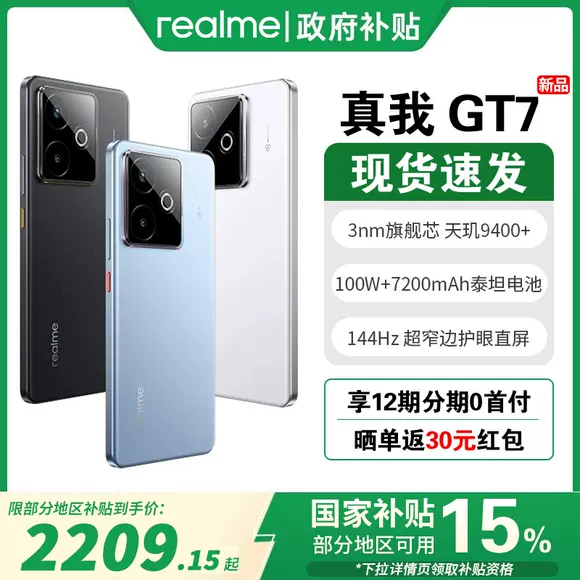 realme|政府补贴
新品
真我 GT7
现货速发
3nm旗舰芯 天玑9400+
100W+7200mAh泰坦电池
144Hz 超窄边护眼直屏
享12期分期0首付
晒单返30元红包
realme
realme
限部分地区补贴到手价:
2209.15起
国家补贴
部分地区可用
15%
*下拉详情页领取补贴资格